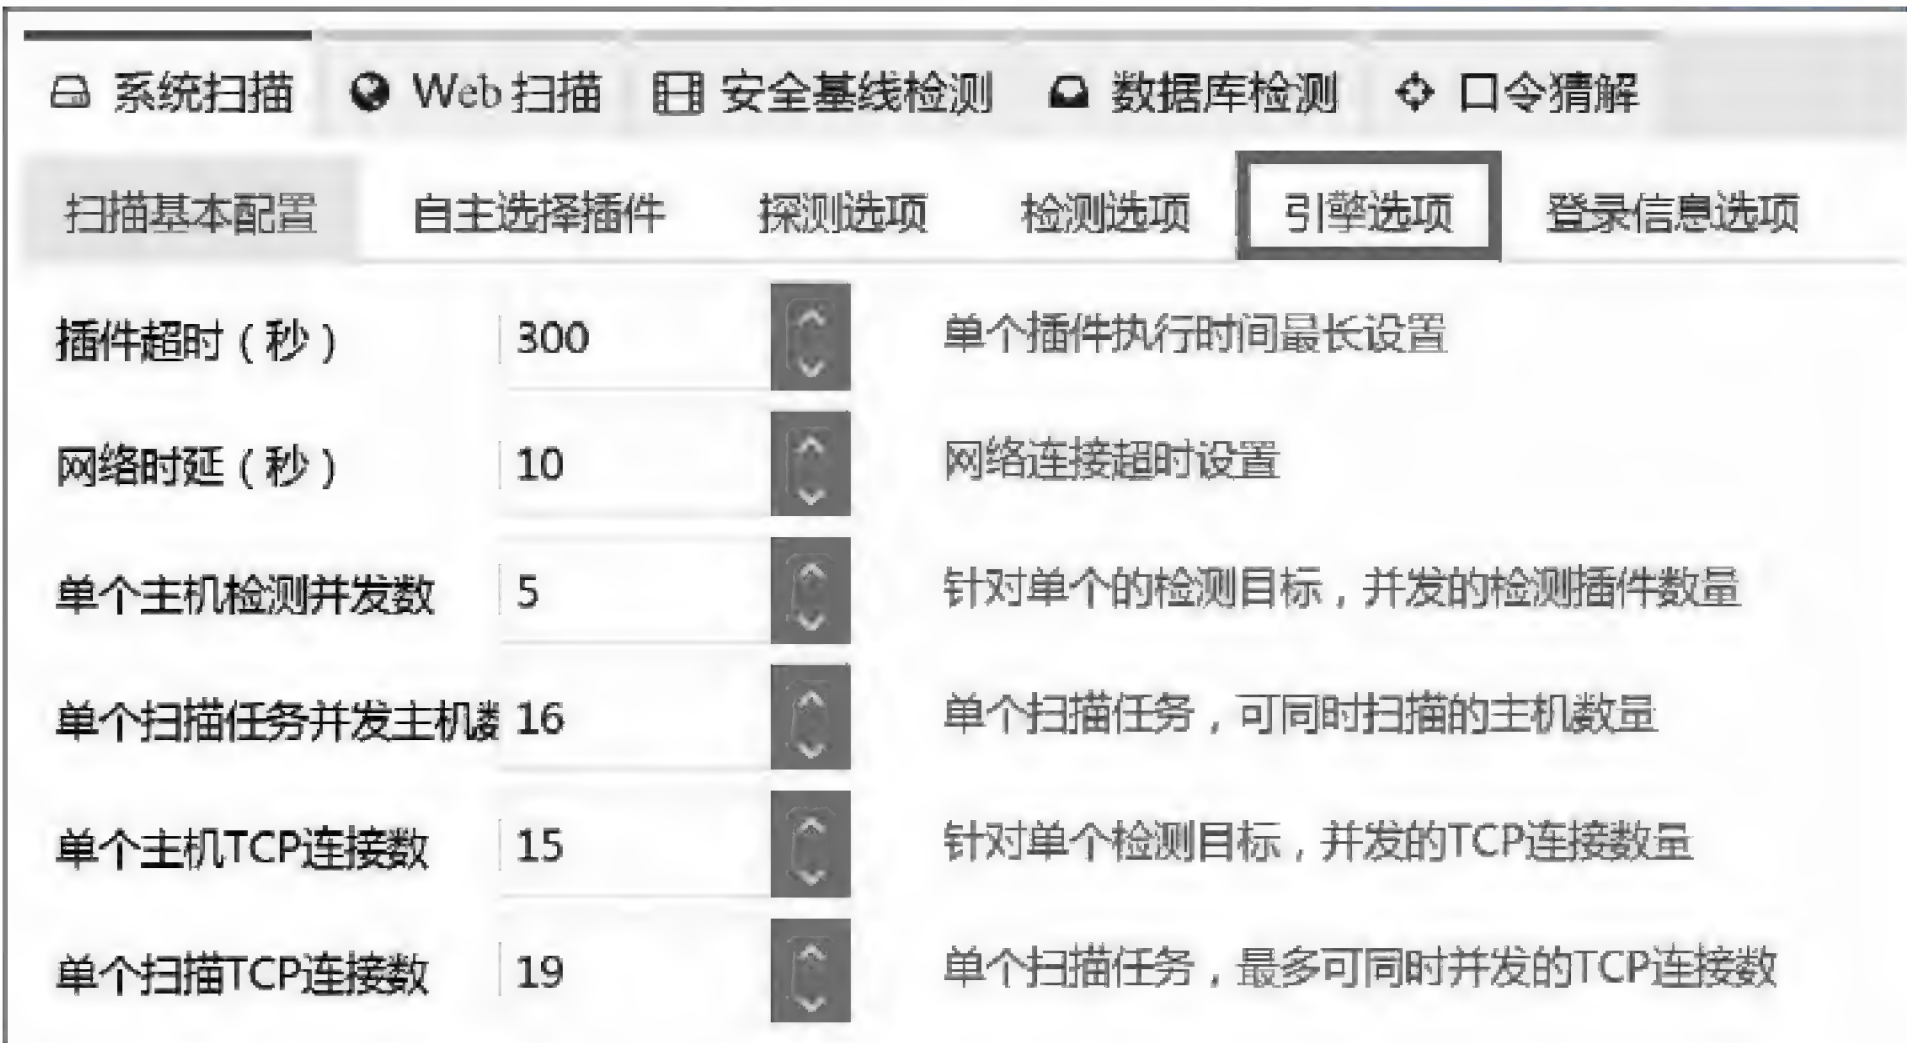 系统扫描 Web 扫描 安全基线检测 数据库检测 口令猜解
扫描基本配置 自主选择插件 探测选项 检测选项 引擎选项 登录信息选项
插件超时（秒） 300 单个插件执行时间最长设置
网络时延（秒） 10 网络连接超时设置
单个主机检测并发数 5 针对单个的检测目标，并发的检测插件数量
单个扫描任务并发主机数 16 单个扫描任务，可同时扫描的主机数量
单个主机TCP连接数 15 针对单个检测目标，并发的TCP连接数量
单个扫描TCP连接数 19 单个扫描任务，最多可同时并发的TCP连接数